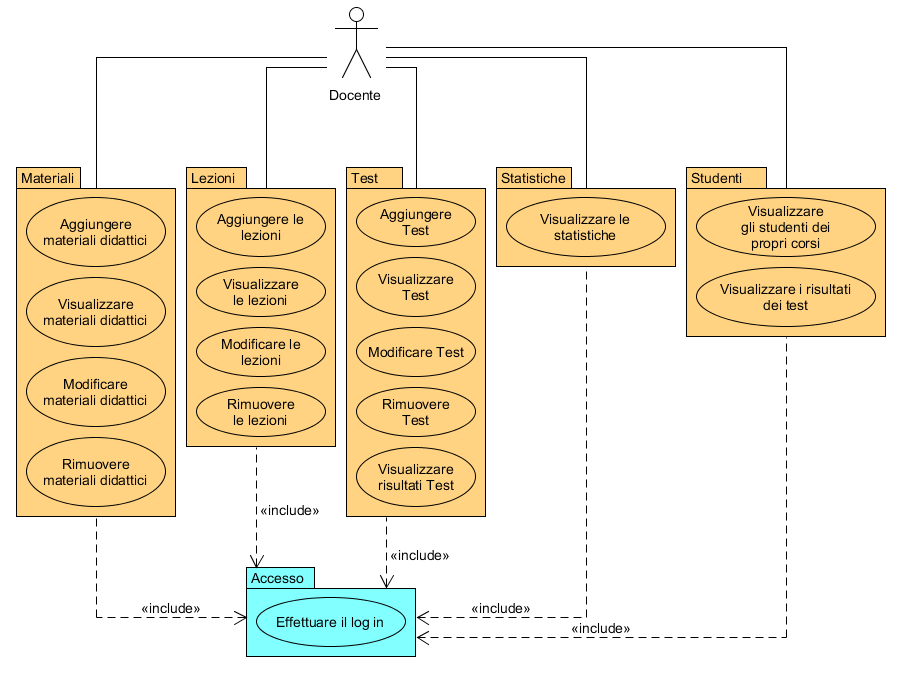 Docente
Materiali
Aggiungere
materiali didattici
Visualizzare
materiali didattici
Modificare
materiali didattici
Rimuovere
materiali didattici
Lezioni
Aggiungere le
lezioni
Visualizzare
le lezioni
Modificare le
lezioni
Rimuovere
le lezioni
Test
Aggiungere
Test
Visualizzare
Test
Modificare Test
Rimuovere
Test
Visualizzare
risultati Test
Statistiche
Visualizzare le
statistiche
Studenti
Visualizzare
gli studenti dei
propri corsi
Visualizzare i risultati
dei test
«include»
«include»
«include»
«include»
«include»
Accesso
Effettuare il log in